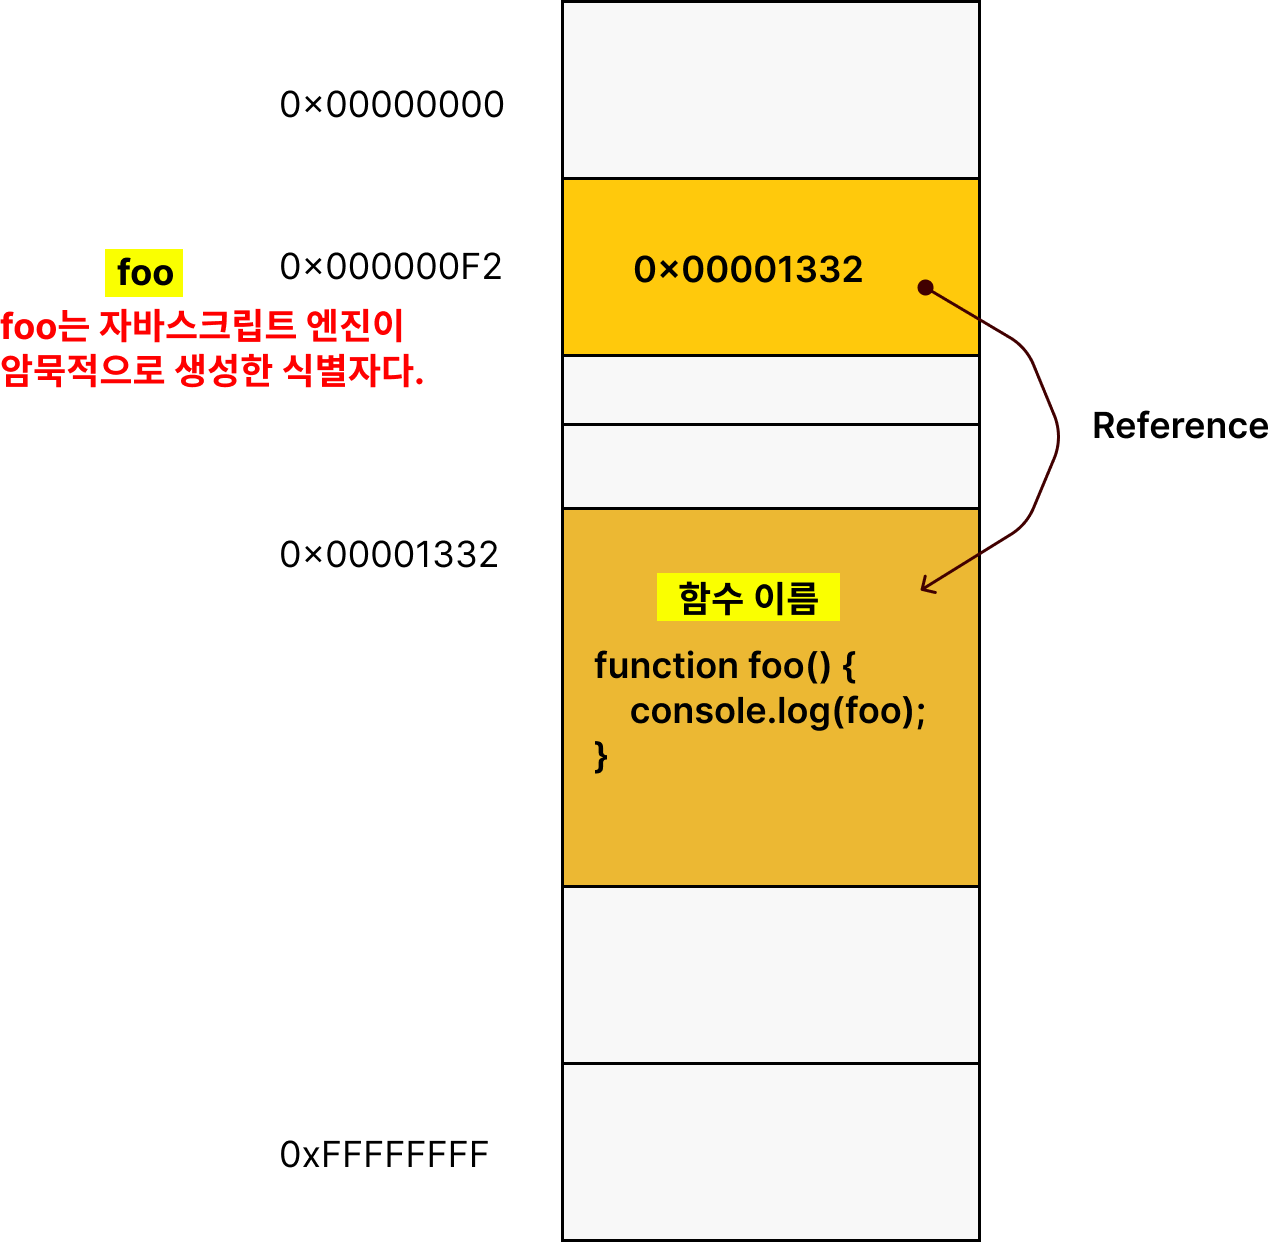 0×00000000
foo
0×000000F2
0×00001332
foo는 자바스크립트 엔진이
암묵적으로 생성한 식별자다.
Reference
0×00001332
함수 이름
function foo() {
console.log(foo);
}
0xFFFFFFFF